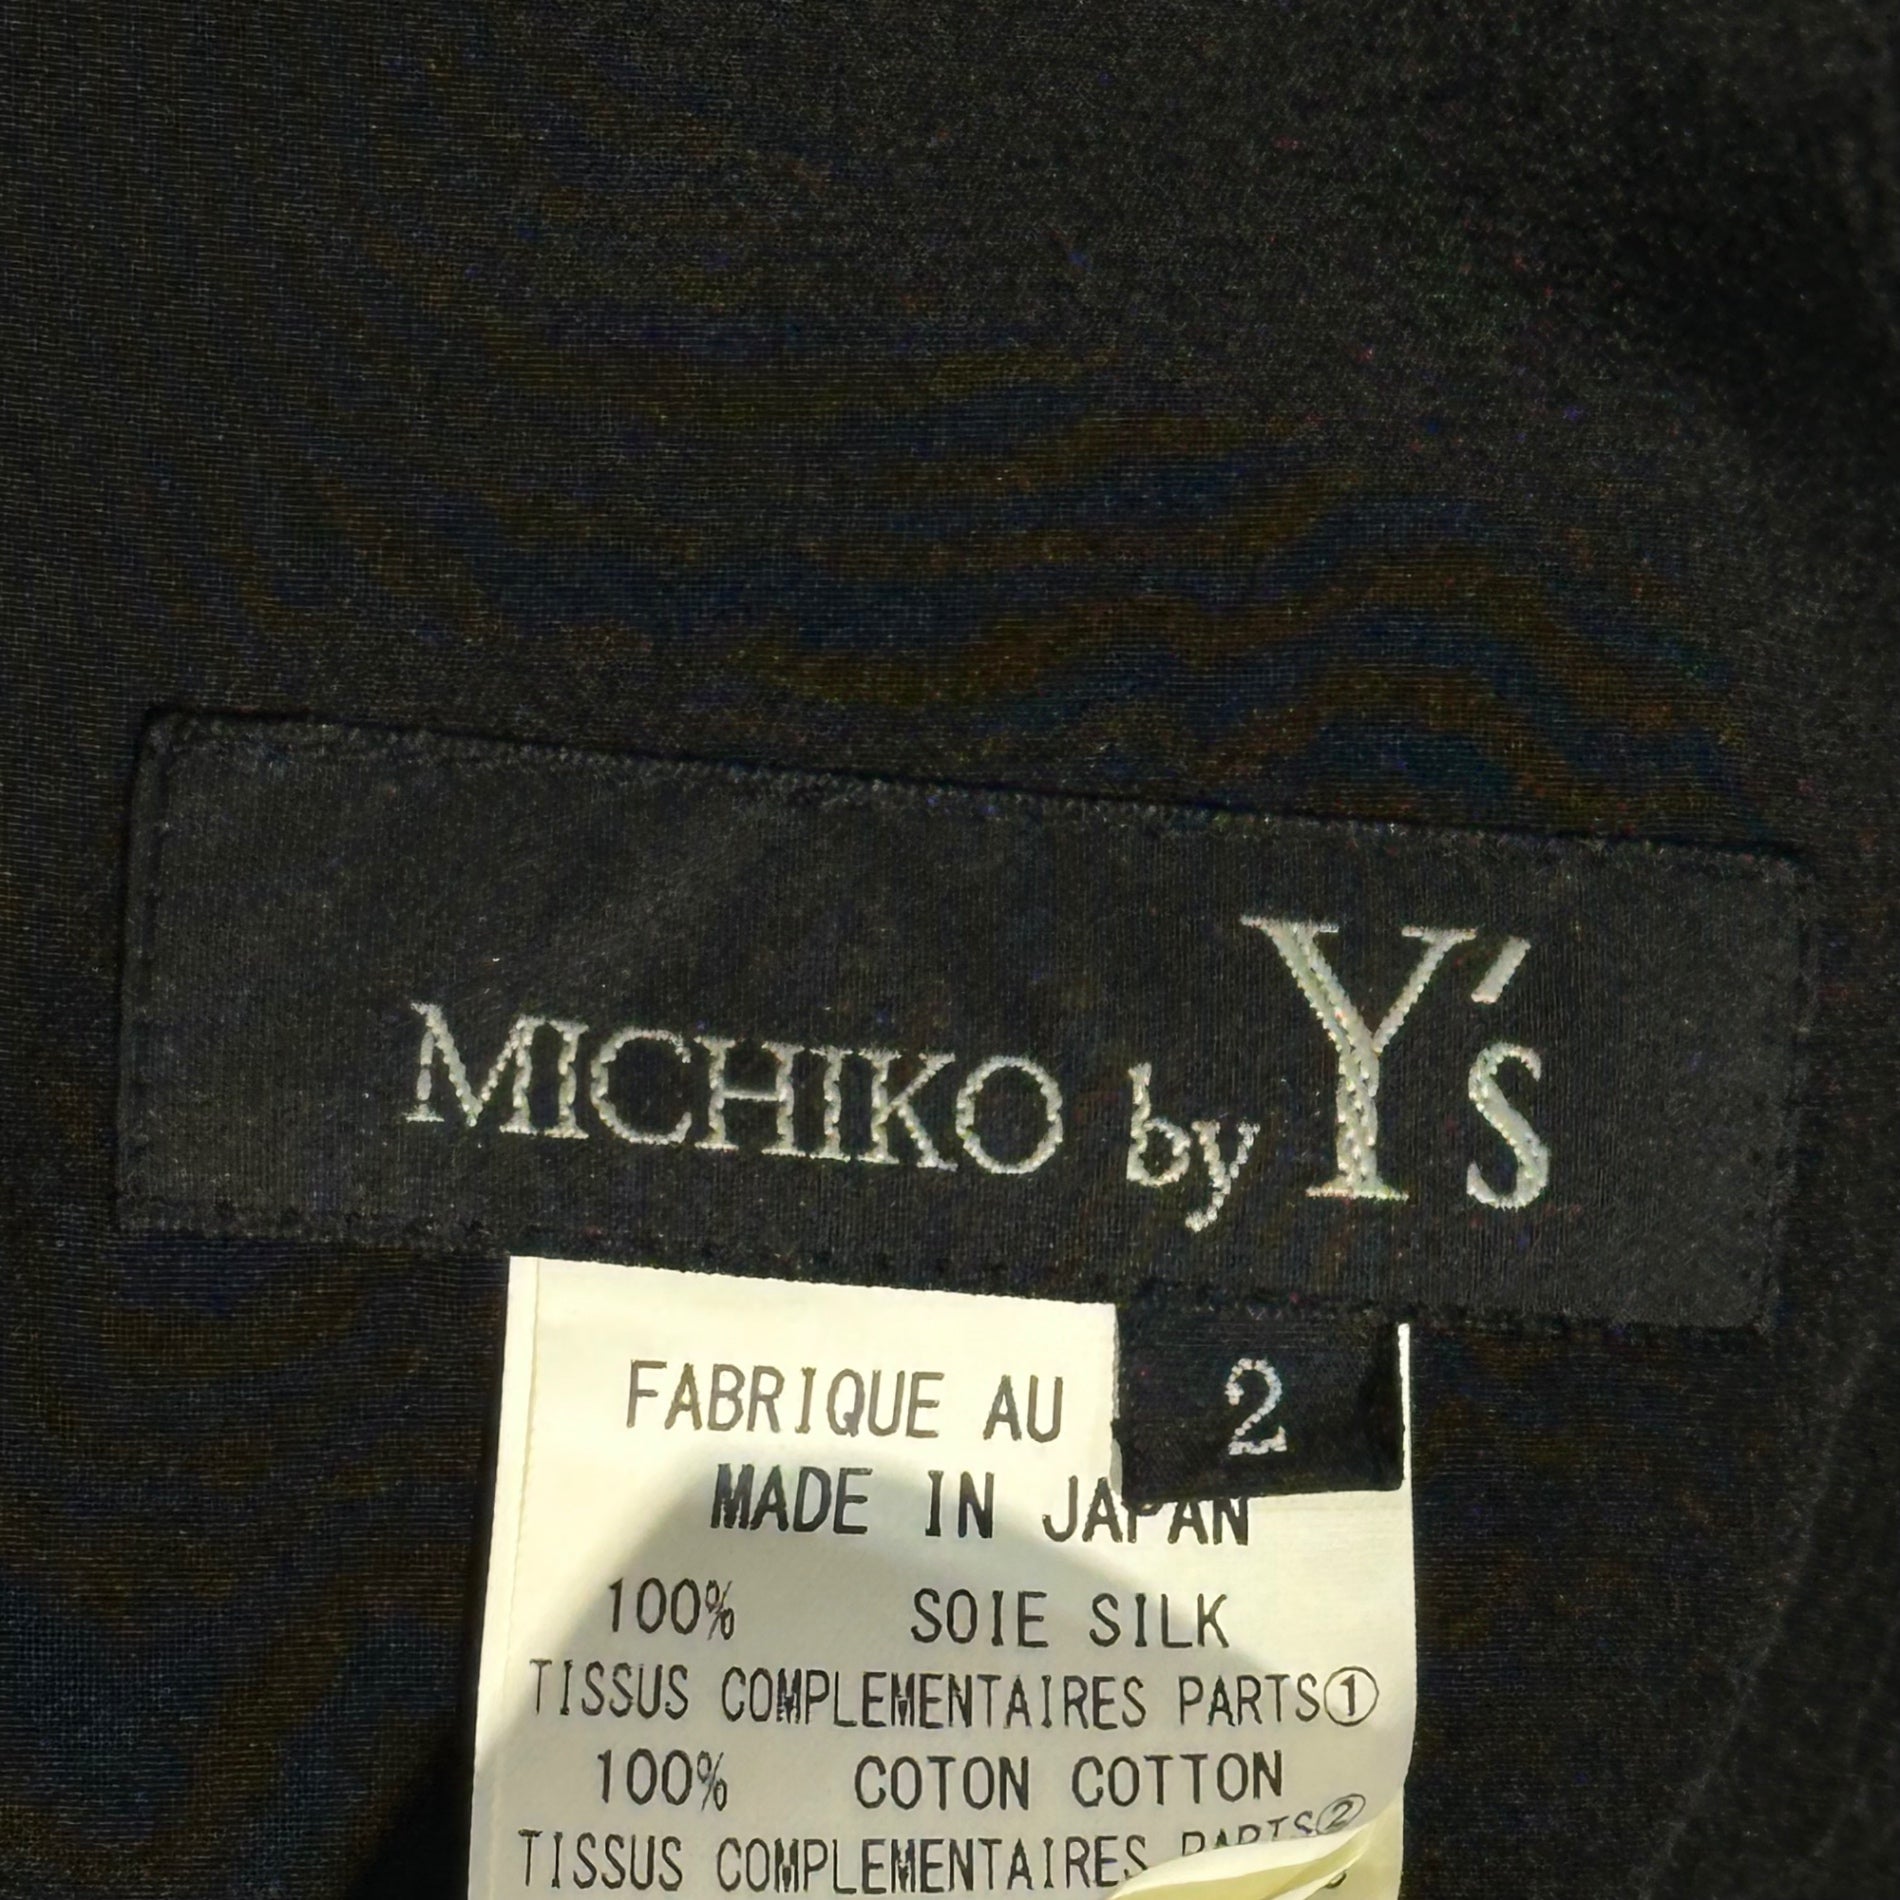 MICHIKO by Y's
2
FABRIQUE AU
MADE IN JAPAN
100% SOIE SILK
TISSUS COMPLEMENTAIRES PARTS①
100% COTON COTTON
TISSUS COMPLEMENTAIRES PARTS②